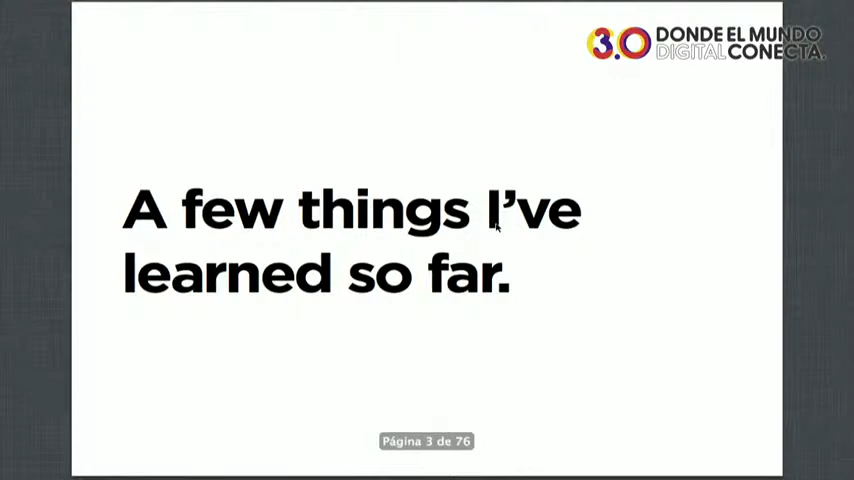 3.0 DONDE EL MUNDO
DIGITAL CONECTA.
A few things I’ve
learned so far.
Página 3 de 76